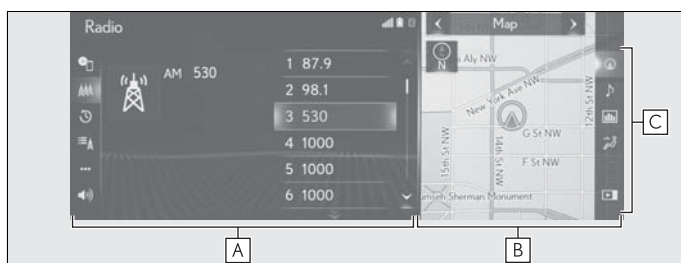 Radio
Map
AM 530
1 87.9
2 98.1
3 530
4 1000
5 1000
6 1000
N
Aly NW
New York Ave NW
12th St NW
G St NW
15th St NW
14th St NW
F St NW
Sherman Monument
A
B
C